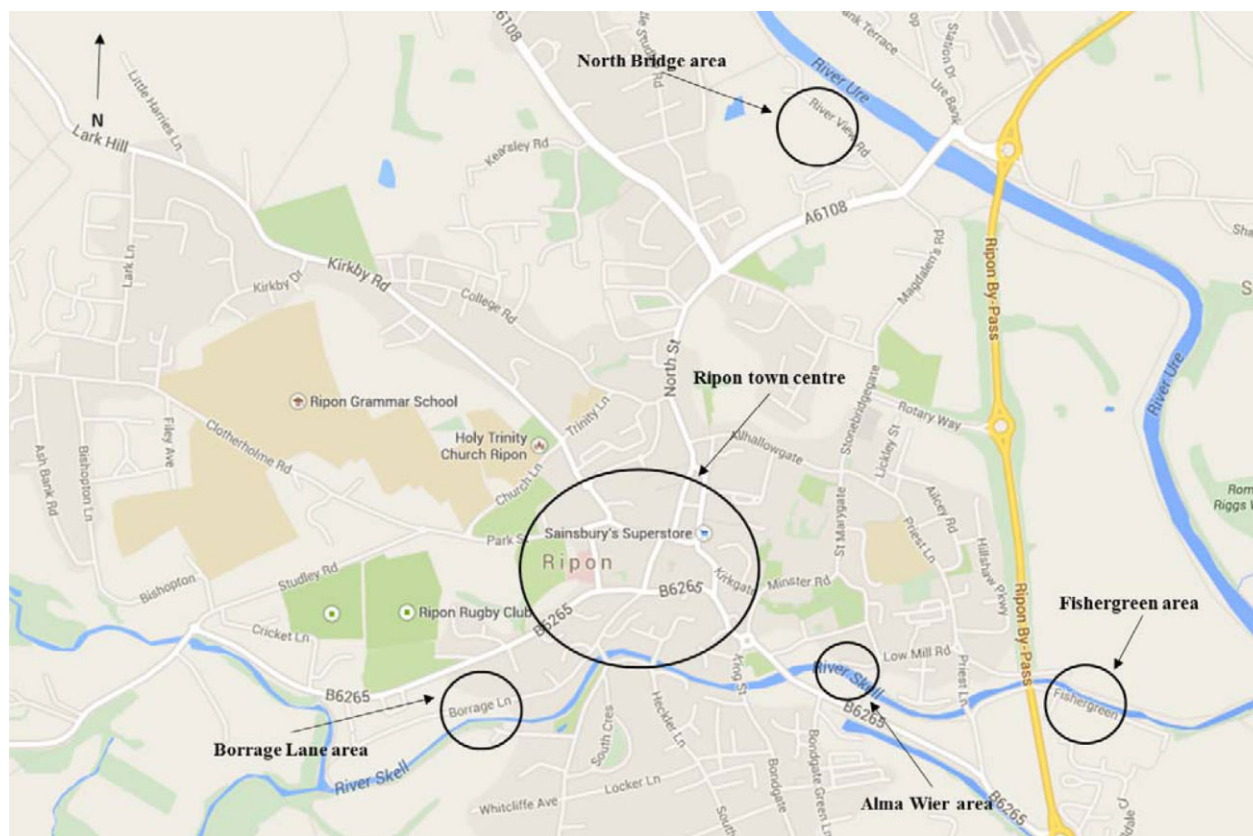 A6108
North Bridge area
River Ure
Ure Bank
Station Dr
N
Little Harries Ln
Lark Hill
Kearsley Rd
River View Rd
A6108
Magdalen's Rd
Ripon By-Pass
Lark Ln
Kirkby Dr
Kirkby Rd
College Rd
North St
Ripon town centre
River Ure
Ripon Grammar School
Trinity Ln
Holy Trinity
Church Ripon
Church Ln
Stonebridgegate
Rotary Way
Lickley St
Filey Ave
Clotherholme Rd
Ash Bank Rd
Bishopton Ln
Allhallowgate
Ailcey Rd
St Marygate
Priest Ln
Hillshaw Pkwy
Sainsbury's Superstore
Park St
Ripon
Kirkgate
Minster Rd
B6265
B6265
Bishopton
Studley Rd
Ripon Rugby Club
Cricket Ln
B6265
Fishergreen area
Ripon By-Pass
Low Mill Rd
Priest Ln
River Skell
King St
B6265
Fishergreen
Borrage Ln
Borrage Lane area
River Skell
South Cres
Heckler Ln
Locker Ln
Whitcliffe Ave
Bondgate
Bondgate Green Ln
Alma Wier area
B6265